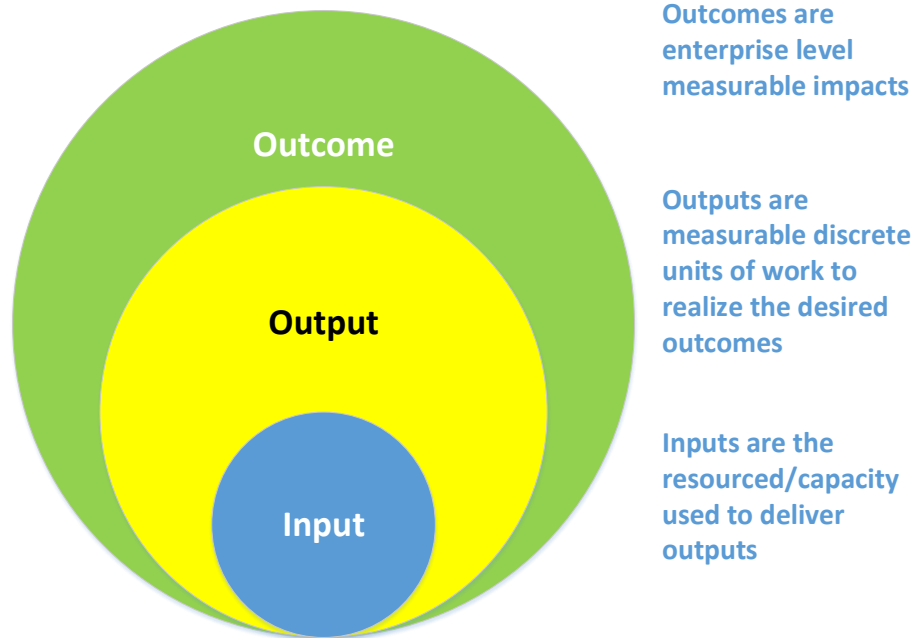 Outcomes are
enterprise level
measurable impacts
Outcome
Outputs are
measurable discrete
units of work to
realize the desired
outcomes
Output
Inputs are the
resourced/capacity
used to deliver
outputs
Input